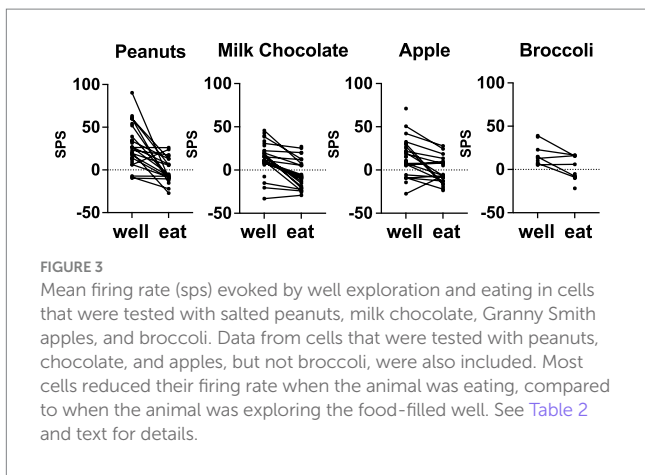 Peanuts Milk Chocolate Apple Broccoli
100 100 100 100
50 50 50 50
0 0 0 0
-50 -50 -50 -50
SPS SPS SPS SPS
well eat well eat well eat well eat
FIGURE 3
Mean firing rate (sps) evoked by well exploration and eating in cells
that were tested with salted peanuts, milk chocolate, Granny Smith
apples, and broccoli. Data from cells that were tested with peanuts,
chocolate, and apples, but not broccoli, were also included. Most
cells reduced their firing rate when the animal was eating, compared
to when the animal was exploring the food-filled well. See Table 2
and text for details.